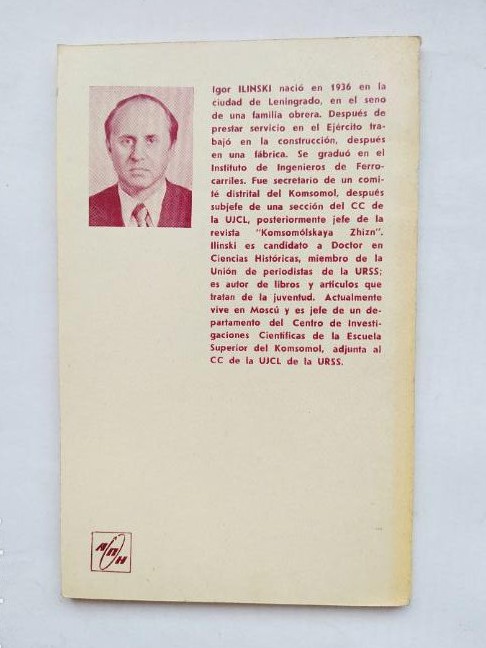 Igor ILINSKI nació en 1936 en la
ciudad de Leningrado, en el seno
de una familia obrera. Después de
prestar servicio en el Ejército tra-
bajó en la construcción, después
en una fábrica. Se graduó en el
Instituto de Ingenieros de Ferro-
carriles. Fue secretario de un comi-
té distrital del Komsomol, después
subjefe de una sección del CC de
la UJCL, posteriormente jefe de la
revista "Komsomólskaya Zhizn".
Ilinski es candidato a Doctor en
Ciencias Históricas, miembro de la
Unión de periodistas de la URSS;
es autor de libros y artículos que
tratan de la juventud. Actualmente
vive en Moscú y es jefe de un de-
partamento del Centro de Investi-
gaciones Científicas de la Escuela
Superior del Komsomol, adjunta al
CC de la UJCL de la URSS.
АПН